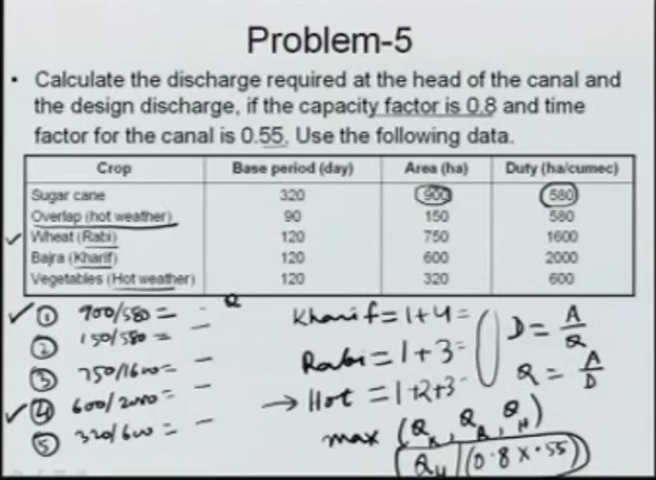 Problem-5
• Calculate the discharge required at the head of the canal and
the design discharge, if the capacity factor is 0.8 and time
factor for the canal is 0.55. Use the following data.
Crop Base period (day) Area (ha) Duty (ha/cumec)
Sugar cane 320 900 580
Overlap (hot weather) 90 150 580
✓ Wheat (Rabi) 120 750 1600
Bajra (Kharif) 120 600 2000
Vegetables (Hot weather) 120 320 600
✓ ① 900/580 = – Q
② 150/580 = –
③ 750/1600 = –
✓ ④ 600/2000 = –
⑤ 320/600 = –
Kharif = 1+4 =
Rabi = 1+3 =
→ Hot = 1+2+3 =
D = A/Q
Q = A/D
max (Q_K, Q_R, Q_H)
Q_H / (0.8 x .55)